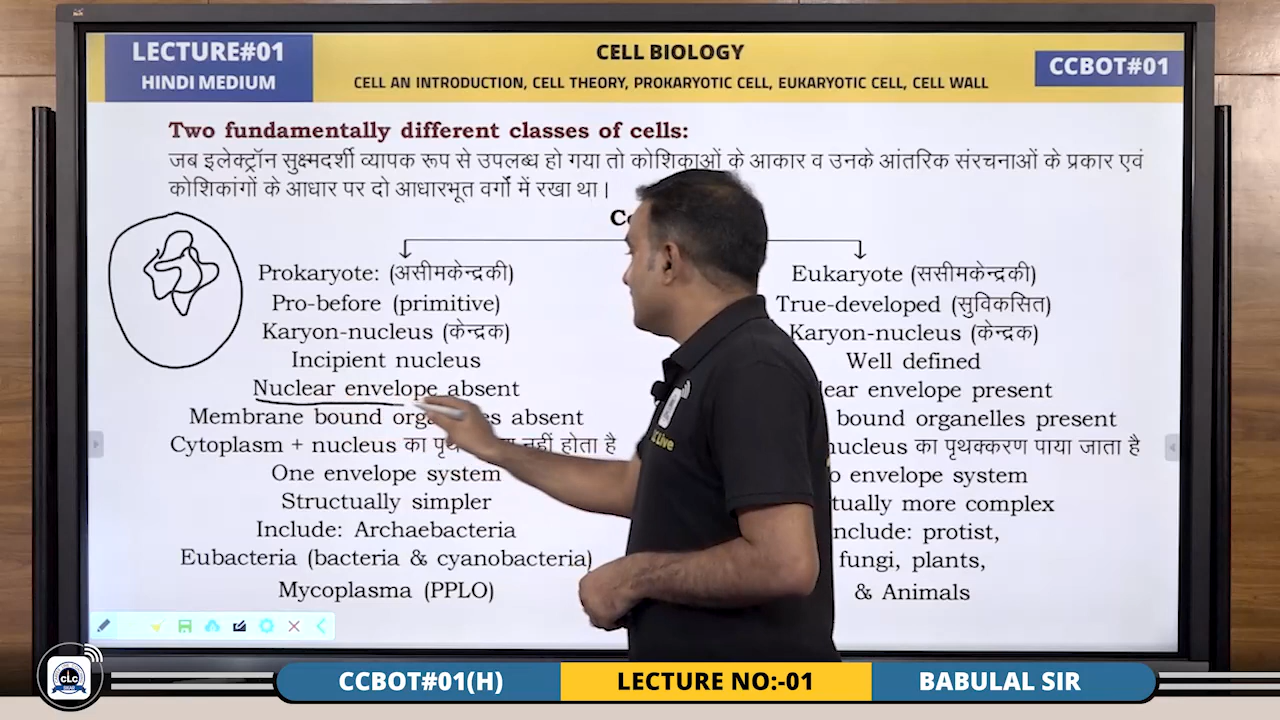 LECTURE#01
HINDI MEDIUM
CELL BIOLOGY
CELL AN INTRODUCTION, CELL THEORY, PROKARYOTIC CELL, EUKARYOTIC CELL, CELL WALL
CCBOT#01
Two fundamentally different classes of cells:
जब इलेक्ट्रॉन सुक्ष्मदर्शी व्यापक रूप से उपलब्ध हो गया तो कोशिकाओं के आकार व उनके आंतरिक संरचनाओं के प्रकार एवं
कोशिकांगों के आधार पर दो आधारभूत वर्गों में रखा था।
Prokaryote: (असीमकेन्द्रकी)
Pro-before (primitive)
Karyon-nucleus (केन्द्रक)
Incipient nucleus
Nuclear envelope absent
Membrane bound absent
Cytoplasm + nucleus का नहीं होता है
One envelope system
Structually simpler
Include: Archaebacteria
Eubacteria (bacteria & cyanobacteria)
Mycoplasma (PPLO)
Eukaryote (ससीमकेन्द्रकी)
True-developed (सुविकसित)
Karyon-nucleus (केन्द्रक)
Well defined
envelope present
bound organelles present
nucleus का पृथक्करण पाया जाता है
envelope system
more complex
protist,
fungi, plants,
& Animals
Live
CLC
SIKAR
CCBOT#01(H)
LECTURE NO:-01
BABULAL SIR